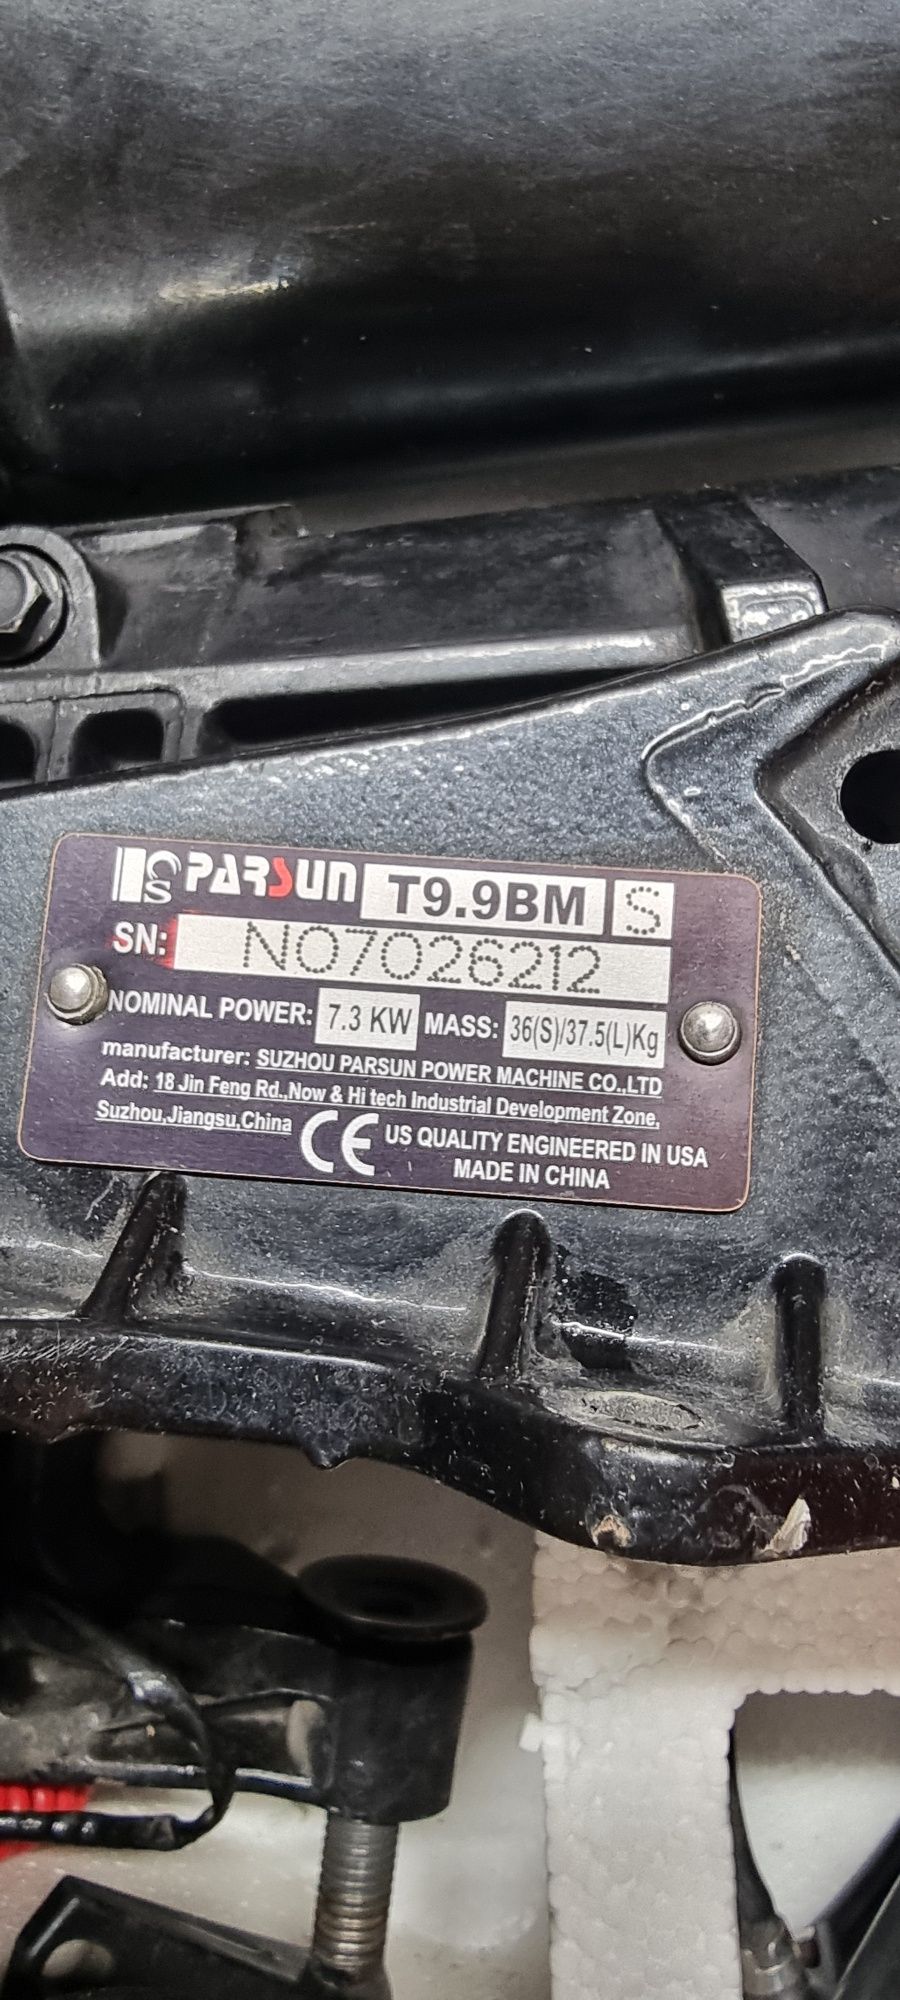 PARSUN T9.9BM S
SN: N07026212
NOMINAL POWER: 7.3 KW MASS: 36(S)/37.5(L)Kg
manufacturer: SUZHOU PARSUN POWER MACHINE CO.,LTD
Add: 18 Jin Feng Rd.,Now & Hi tech Industrial Development Zone,
Suzhou,Jiangsu,China
CE US QUALITY ENGINEERED IN USA
MADE IN CHINA